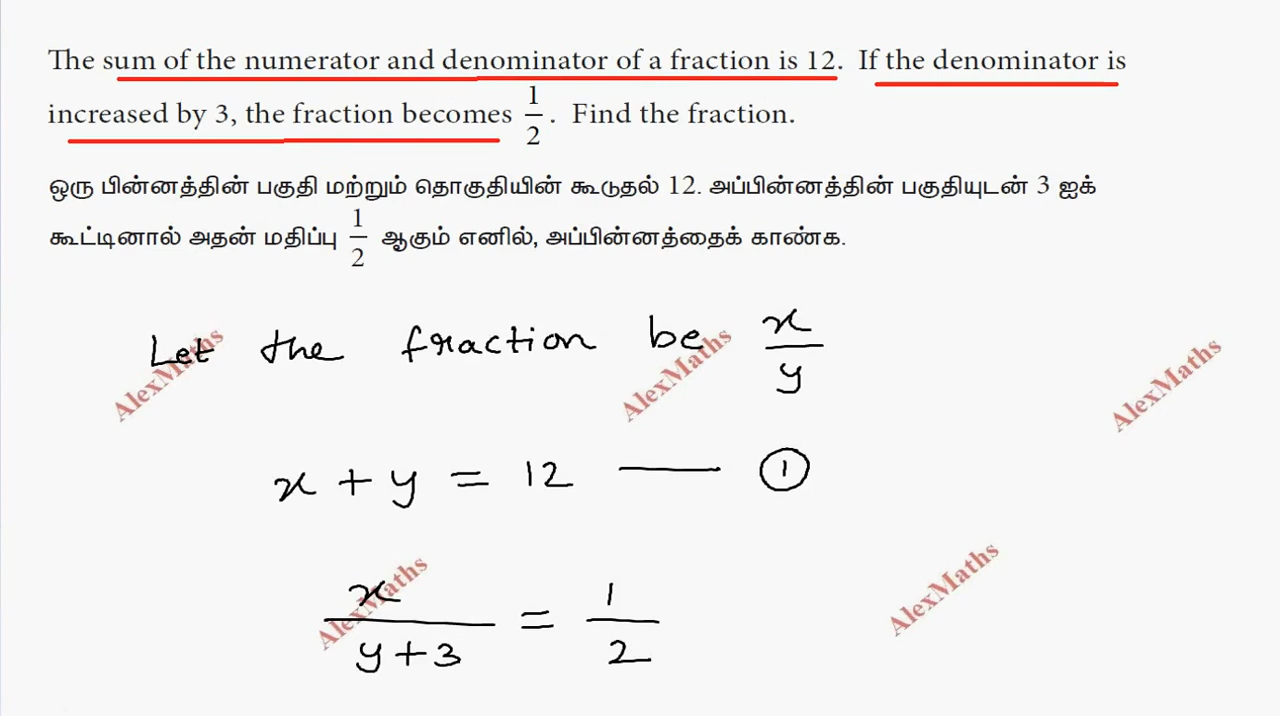 The sum of the numerator and denominator of a fraction is 12. If the denominator is
increased by 3, the fraction becomes 1/2. Find the fraction.
ஒரு பின்னத்தின் பகுதி மற்றும் தொகுதியின் கூடுதல் 12. அப்பின்னத்தின் பகுதியுடன் 3 ஐக்
கூட்டினால் அதன் மதிப்பு 1/2 ஆகும் எனில், அப்பின்னத்தைக் காண்க.
Let the fraction be x/y
AlexMaths AlexMaths AlexMaths
x + y = 12 —— ①
x/(y+3) = 1/2
AlexMaths AlexMaths